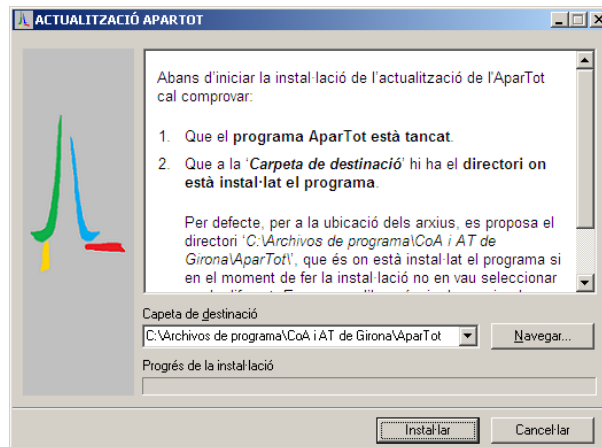 ACTUALITZACIÓ APARTOT
Abans d'iniciar la instal·lació de l'actualització de l'AparTot
cal comprovar:
1. Que el programa AparTot està tancat.
2. Que a la 'Carpeta de destinació' hi ha el directori on
està instal·lat el programa.
Per defecte, per a la ubicació dels arxius, es proposa el
directori 'C:\Archivos de programa\CoA i AT de
Girona\AparTot\', que és on està instal·lat el programa si
en el moment de fer la instal·lació no en vau seleccionar
Capeta de destinació
C:\Archivos de programa\CoA i AT de Girona\AparTot
Navegar...
Progrés de la instal·lació
Instal·lar
Cancel·lar